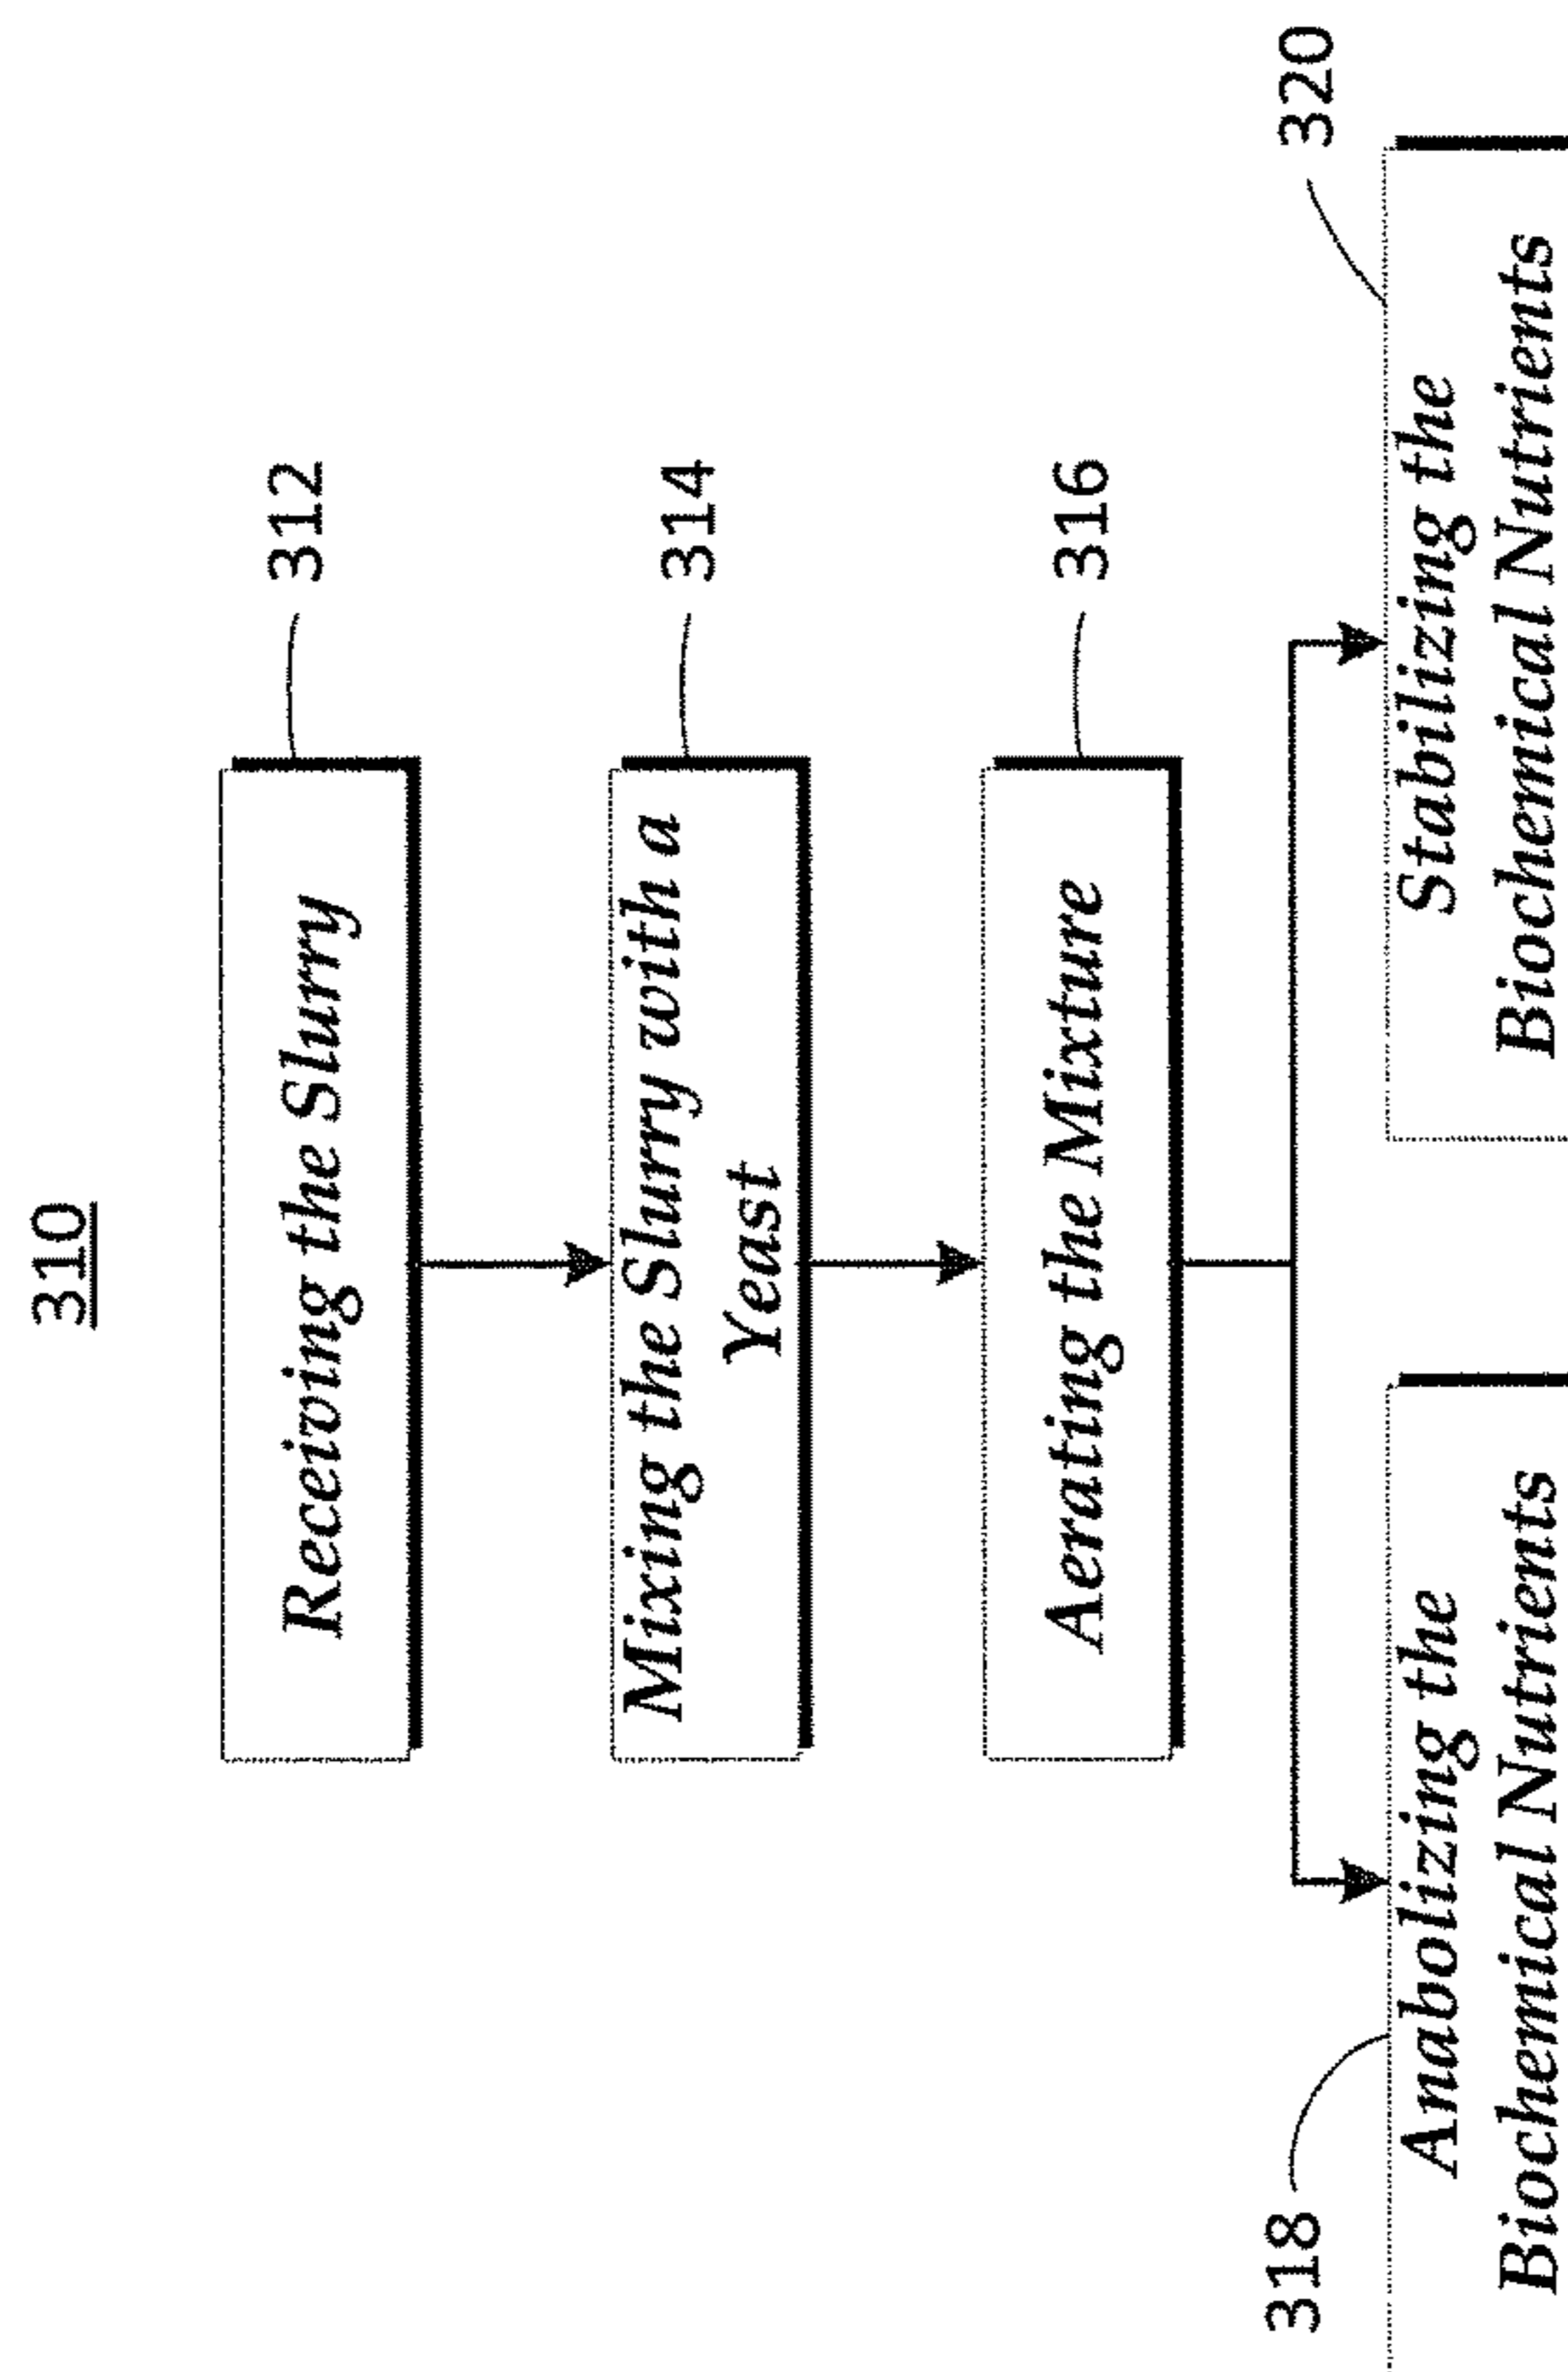 310
Receiving the Slurry
312
Mixing the Slurry with a
Yeast
314
Aerating the Mixture
316
318
Anabolizing the
Biochemical Nutrients
320
Stabilizing the
Biochemical Nutrients